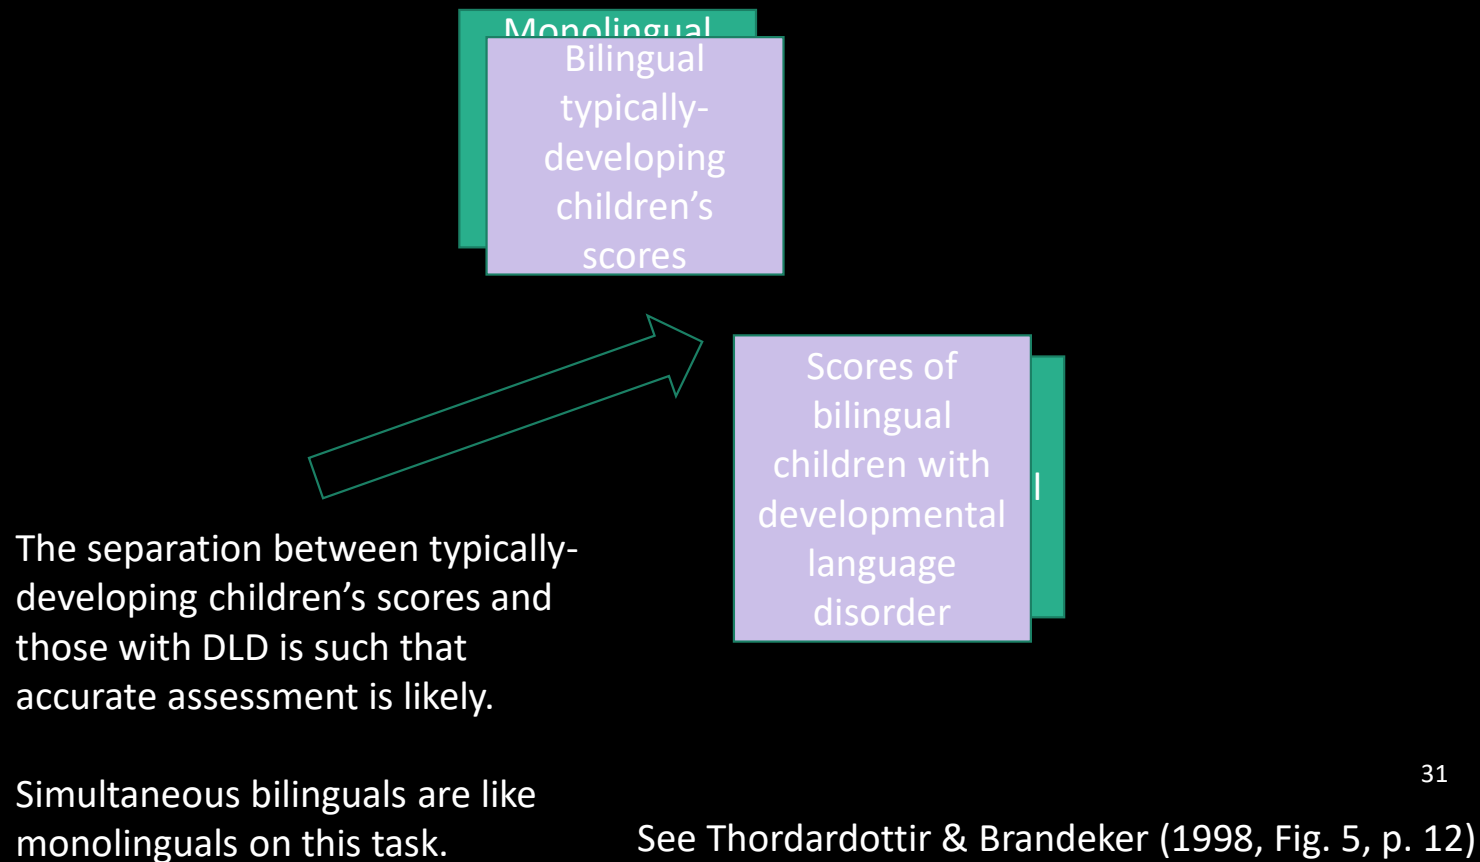 Monolingual
Bilingual
typically-
developing
children’s
scores
Scores of
bilingual
children with
developmental
language
disorder
l
The separation between typically-
developing children’s scores and
those with DLD is such that
accurate assessment is likely.
Simultaneous bilinguals are like
monolinguals on this task.
31
See Thordardottir & Brandeker (1998, Fig. 5, p. 12)